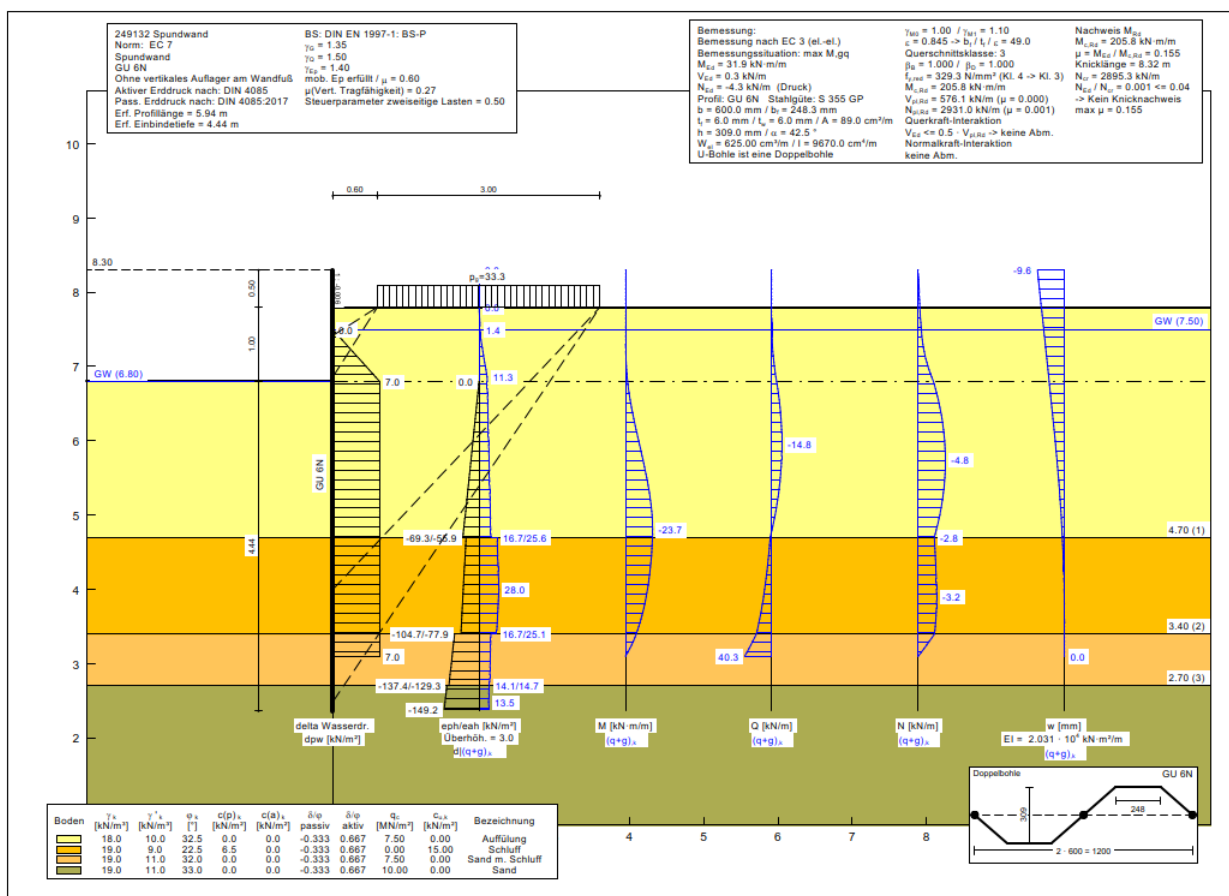 249132 Spundwand
Norm: EC 7
Spundwand
GU 6N
Ohne vertikales Auflager am Wandfuß
Aktiver Erddruck nach: DIN 4085
Pass. Erddruck nach: DIN 4085:2017
Erf. Profillänge = 5.94 m
Erf. Einbindetiefe = 4.44 m
BS: DIN EN 1997-1: BS-P
γG = 1.35
γQ = 1.50
γEp = 1.40
mob. Ep erfüllt / μ = 0.60
μ(Vert. Tragfähigkeit) = 0.27
Steuerparameter zweiseitige Lasten = 0.50
Bemessung:
Bemessung nach EC 3 (el.-el.)
Bemessungssituation: max M,gq
MEd = 31.9 kN·m/m
VEd = 0.3 kN/m
NEd = -4.3 kN/m (Druck)
Profil: GU 6N Stahlgüte: S 355 GP
b = 600.0 mm / bf = 248.3 mm
tf = 6.0 mm / tw = 6.0 mm / A = 89.0 cm²/m
h = 309.0 mm / α = 42.5 °
Wel = 625.00 cm³/m / I = 9670.0 cm⁴/m
U-Bohle ist eine Doppelbohle
γM0 = 1.00 / γM1 = 1.10
ε = 0.845 -> bf / tf / ε = 49.0
Querschnittsklasse: 3
βB = 1.000 / βD = 1.000
fy,red = 329.3 N/mm² (Kl. 4 -> Kl. 3)
Mc,Rd = 205.8 kN·m/m
Vpl,Rd = 576.1 kN/m (μ = 0.000)
Npl,Rd = 2931.0 kN/m (μ = 0.001)
Querkraft-Interaktion
VEd <= 0.5 · Vpl,Rd -> keine Abm.
Normalkraft-Interaktion
keine Abm.
Nachweis MRd
Mc,Rd = 205.8 kN·m/m
μ = MEd / Mc,Rd = 0.155
Knicklänge = 8.32 m
Ncr = 2895.3 kN/m
NEd / Ncr = 0.001 <= 0.04
-> Kein Knicknachweis
max μ = 0.155
10
9
8
7
6
5
4
3
2
0.60
3.00
8.30
0.50
1.00
4.44
GU 6N
p=33.3
0.0
0.0
1.4
GW (7.50)
GW (6.80)
7.0
0.0
11.3
-14.8
-4.8
-9.6
-23.7
-69.3/-55.9
16.7/25.6
-2.8
4.70 (1)
28.0
-3.2
-104.7/-77.9
16.7/25.1
3.40 (2)
7.0
40.3
0.0
-137.4/-129.3
14.1/14.7
2.70 (3)
-149.2
13.5
delta Wasserdr.
dpw [kN/m²]
eph/eah [kN/m²]
Überhöh. = 3.0
d|(q+g),k
M [kN·m/m]
(q+g),k
Q [kN/m]
(q+g),k
N [kN/m]
(q+g),k
w [mm]
EI = 2.031 · 10⁴ kN·m²/m
(q+g),k
4 5 6 7 8
Doppelbohle GU 6N
309
248
2 · 600 = 1200
Boden γk [kN/m³] γ'k [kN/m³] φk [°] c(p)k [kN/m²] c(a)k [kN/m²] δ/φ passiv δ/φ aktiv qc [MN/m²] cu,k [kN/m²] Bezeichnung
18.0 10.0 32.5 0.0 0.0 -0.333 0.667 7.50 0.00 Auffülung
19.0 9.0 22.5 6.5 0.0 -0.333 0.667 0.00 15.00 Schluff
19.0 11.0 32.0 0.0 0.0 -0.333 0.667 7.50 0.00 Sand m. Schluff
19.0 11.0 33.0 0.0 0.0 -0.333 0.667 10.00 0.00 Sand